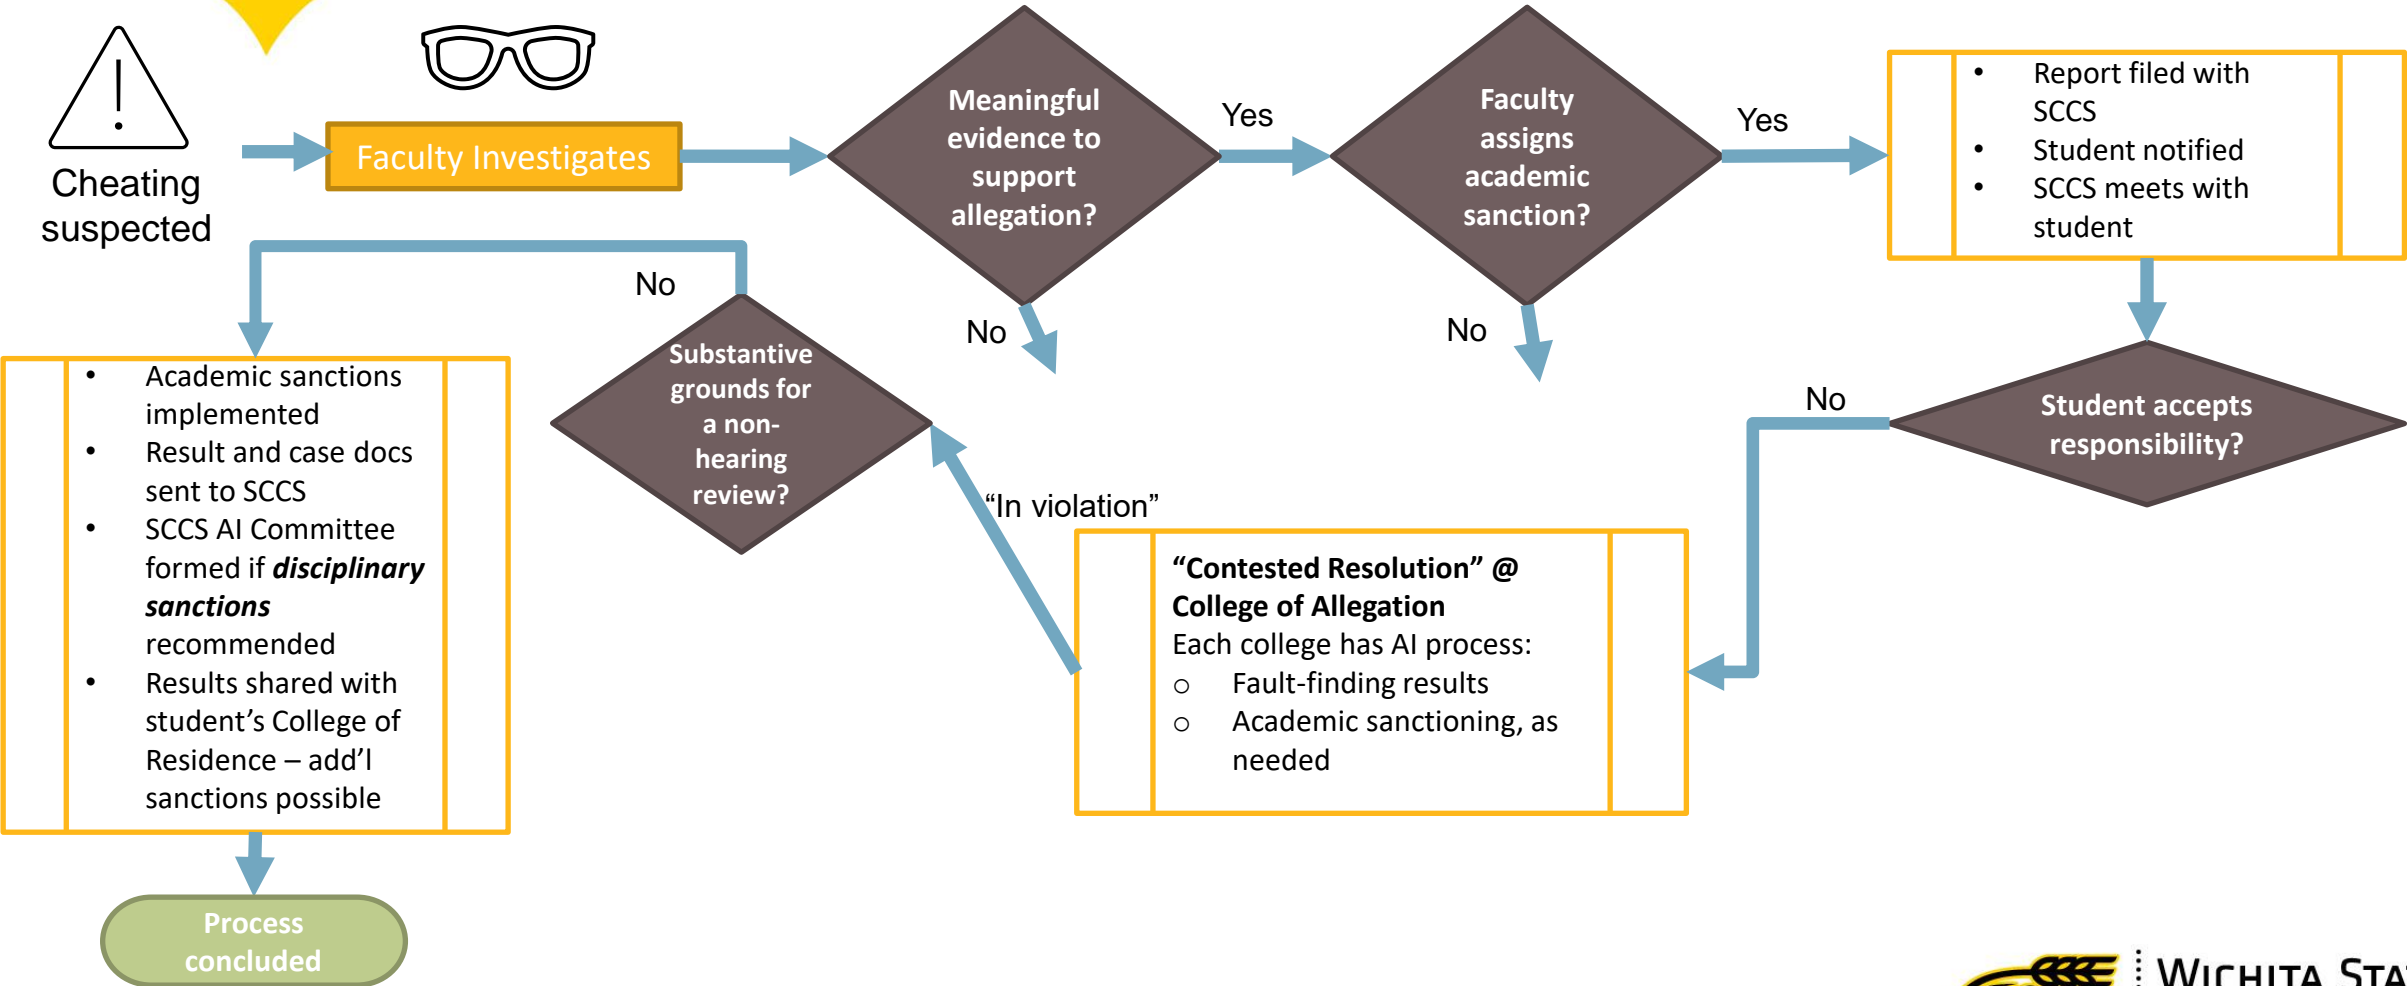 Cheating
suspected
Faculty Investigates
Meaningful
evidence to
support
allegation?
Yes
No
Faculty
assigns
academic
sanction?
Yes
No
• Report filed with
SCCS
• Student notified
• SCCS meets with
student
Student accepts
responsibility?
No
“Contested Resolution” @
College of Allegation
Each college has AI process:
o Fault-finding results
o Academic sanctioning, as
needed
“In violation”
Substantive
grounds for
a non-
hearing
review?
No
• Academic sanctions
implemented
• Result and case docs
sent to SCCS
• SCCS AI Committee
formed if disciplinary
sanctions
recommended
• Results shared with
student’s College of
Residence – add’l
sanctions possible
Process
concluded
WICHITA STA